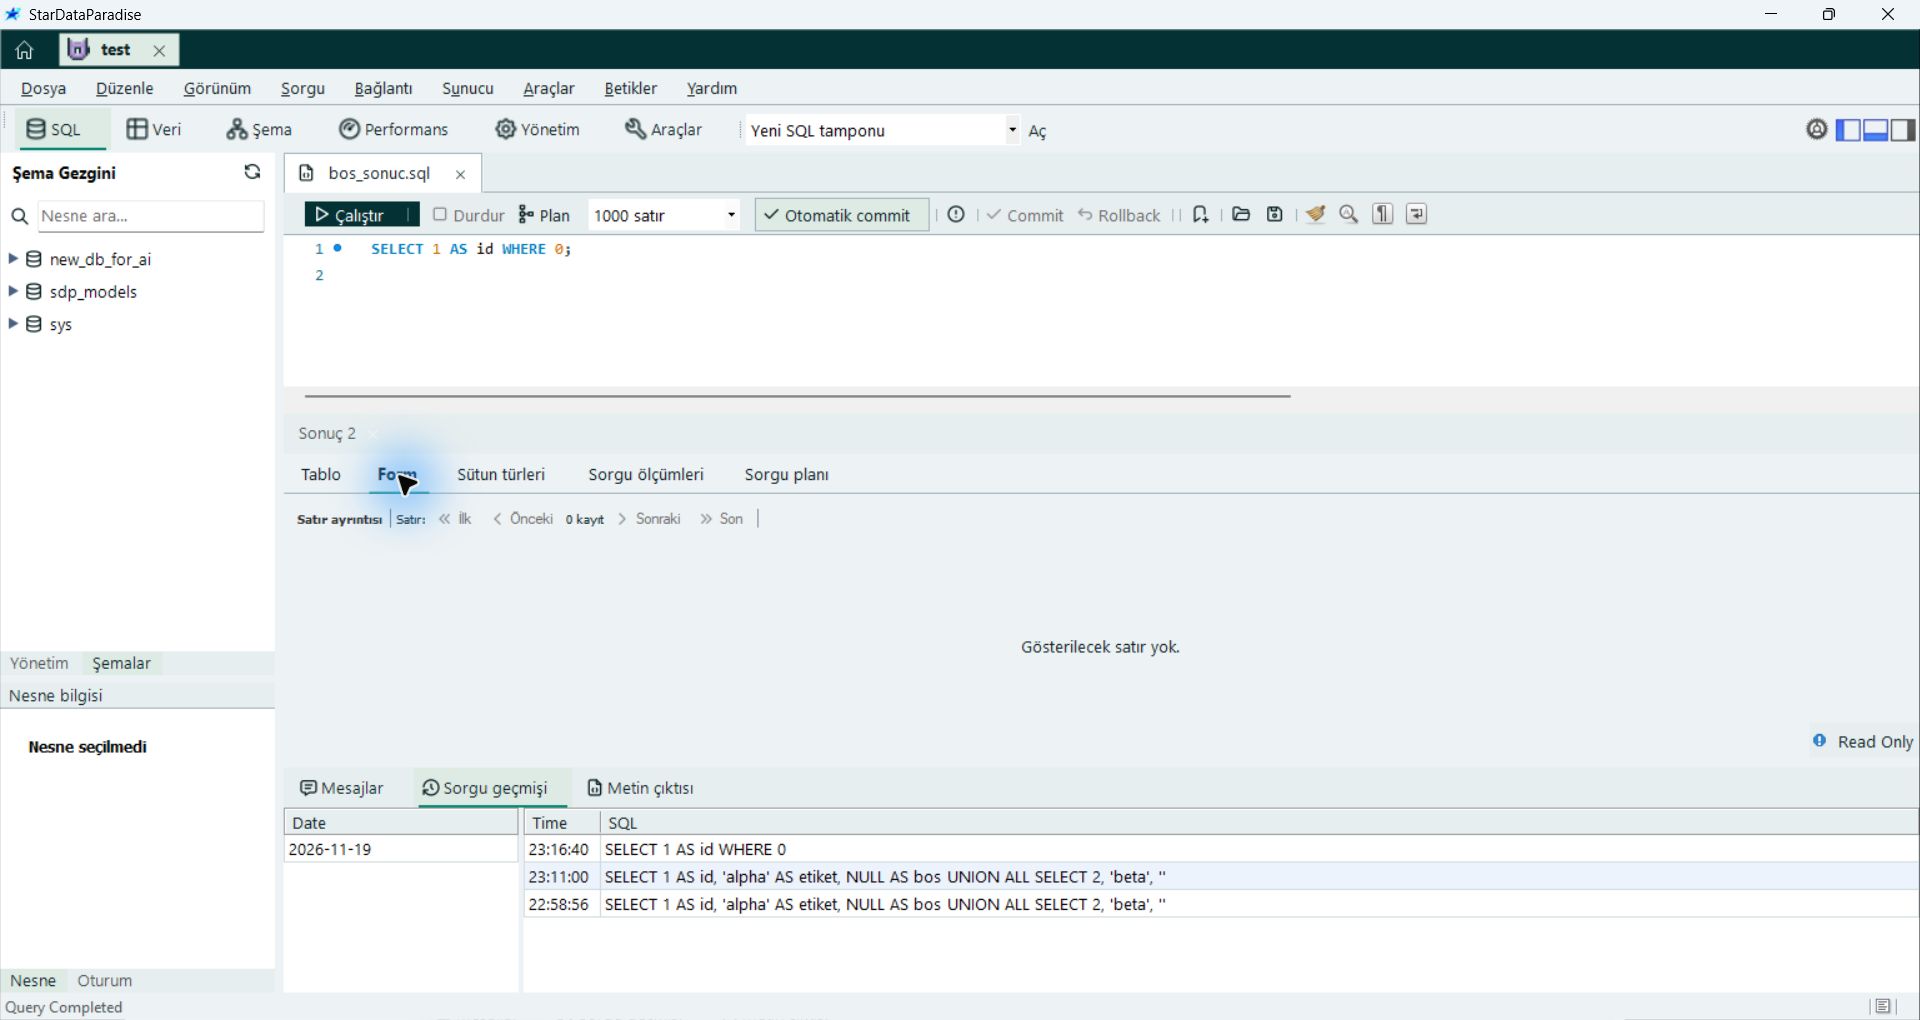 StarDataParadise
test
Dosya Düzenle Görünüm Sorgu Bağlantı Sunucu Araçlar Betikler Yardım
SQL Veri Şema Performans Yönetim Araçlar Yeni SQL tamponu Aç
Şema Gezgini
Nesne ara...
new_db_for_ai
sdp_models
sys
Yönetim Şemalar
Nesne bilgisi
Nesne seçilmedi
Nesne Oturum
bos_sonuc.sql
Çalıştır Durdur Plan 1000 satır Otomatik commit Commit Rollback
1 SELECT 1 AS id WHERE 0;
2
Sonuç 2
Tablo Form Sütun türleri Sorgu ölçümleri Sorgu planı
Satır ayrıntısı Satır: İlk Önceki 0 kayıt Sonraki Son
Gösterilecek satır yok.
Read Only
Mesajlar Sorgu geçmişi Metin çıktısı
Date Time SQL
2026-11-19 23:16:40 SELECT 1 AS id WHERE 0
23:11:00 SELECT 1 AS id, 'alpha' AS etiket, NULL AS bos UNION ALL SELECT 2, 'beta', ''
22:58:56 SELECT 1 AS id, 'alpha' AS etiket, NULL AS bos UNION ALL SELECT 2, 'beta', ''
Query Completed